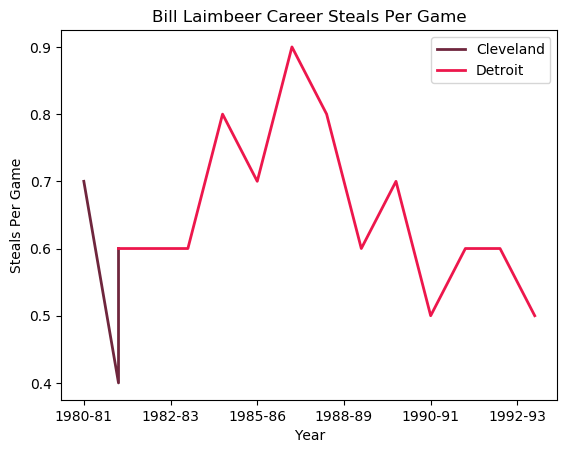 Bill Laimbeer Career Steals Per Game
Cleveland
Detroit
Steals Per Game
0.9
0.8
0.7
0.6
0.5
0.4
1980-81 1982-83 1985-86 1988-89 1990-91 1992-93
Year